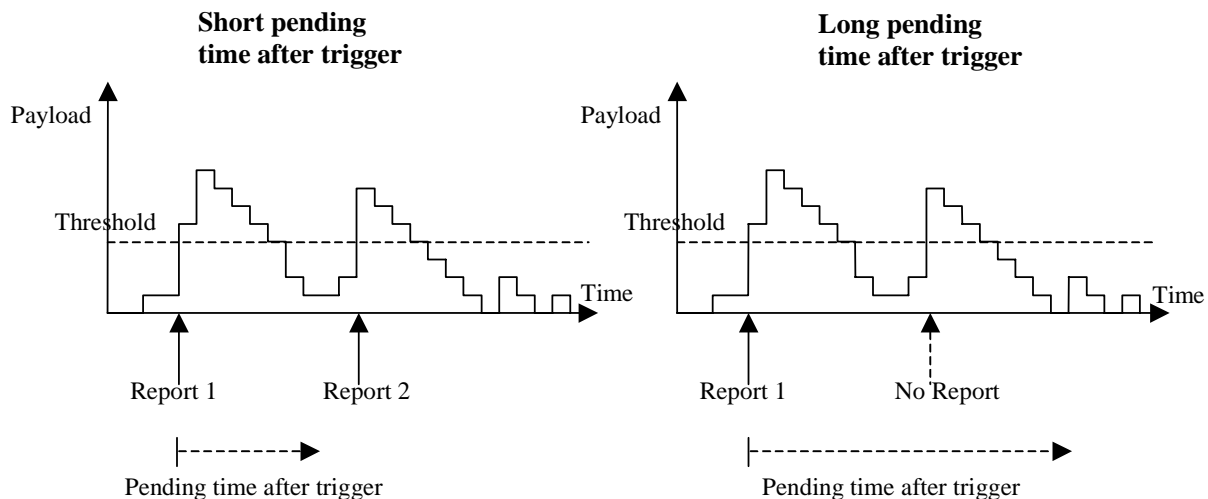 Short pending
time after trigger
Payload
Threshold
Time
Report 1
Report 2
Pending time after trigger
Long pending
time after trigger
Payload
Threshold
Time
Report 1
No Report
Pending time after trigger